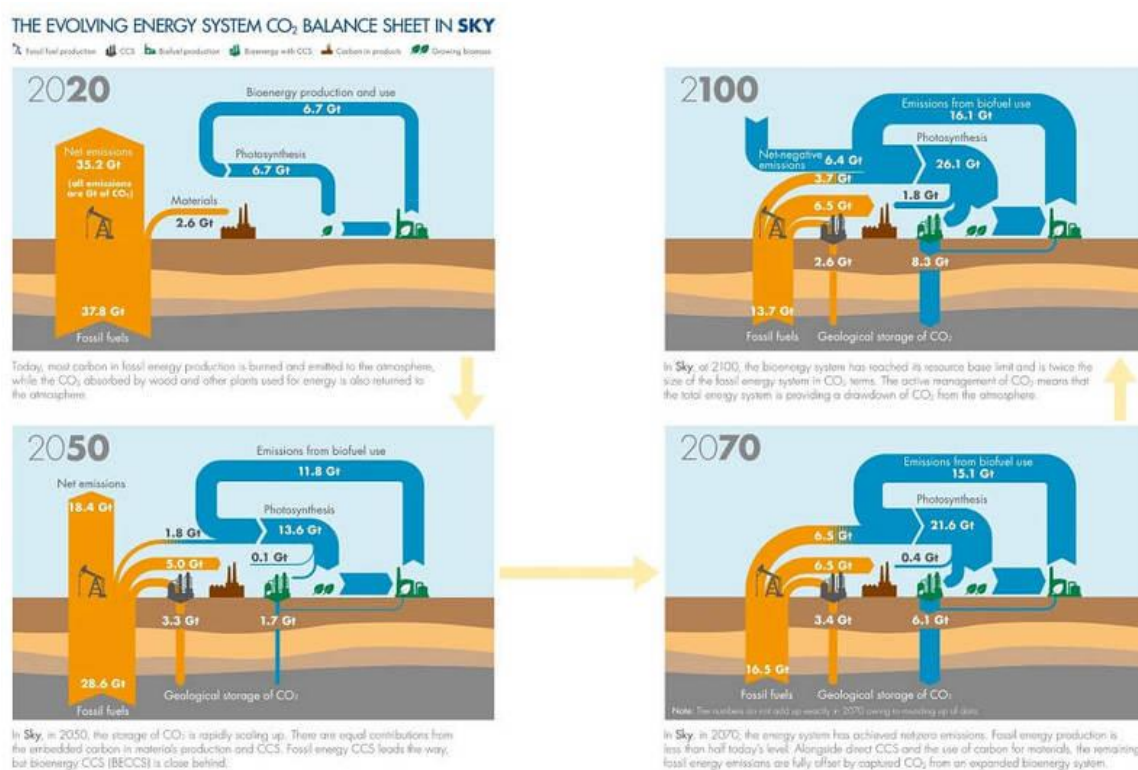 THE EVOLVING ENERGY SYSTEM CO₂ BALANCE SHEET IN SKY
Fossil fuel production CCS Biofuel production Bioenergy with CCS Carbon in products Growing biomass
2020
Bioenergy production and use
6.7 Gt
Net emissions
35.2 Gt
(all emissions
are Gt of CO₂)
Photosynthesis
6.7 Gt
Materials
2.6 Gt
37.8 Gt
Fossil fuels
Today, most carbon in fossil energy production is burned and emitted to the atmosphere,
while the CO₂ absorbed by wood and other plants used for energy is also returned to
the atmosphere.
2050
Emissions from biofuel use
11.8 Gt
Net emissions
18.4 Gt
Photosynthesis
1.8 Gt
13.6 Gt
5.0 Gt
0.1 Gt
3.3 Gt
1.7 Gt
28.6 Gt
Geological storage of CO₂
Fossil fuels
In Sky, in 2050, the storage of CO₂ is rapidly scaling up. There are equal contributions from
the embedded carbon in materials production and CCS. Fossil energy CCS leads the way,
but bioenergy CCS (BECCS) is close behind.
2070
Emissions from biofuel use
15.1 Gt
Photosynthesis
21.6 Gt
6.5 Gt
6.5 Gt
0.4 Gt
3.4 Gt
6.1 Gt
16.5 Gt
Fossil fuels
Geological storage of CO₂
Note: The numbers do not add up exactly in 2070 owing to rounding up of data.
In Sky, in 2070, the energy system has achieved net-zero emissions. Fossil energy production is
less than half today's level. Alongside direct CCS and the use of carbon for materials, the remaining
fossil energy emissions are fully offset by captured CO₂ from an expanded bioenergy system.
2100
Emissions from biofuel use
16.1 Gt
Photosynthesis
Net-negative
emissions
6.4 Gt
26.1 Gt
3.7 Gt
1.8 Gt
6.5 Gt
2.6 Gt
8.3 Gt
13.7 Gt
Fossil fuels
Geological storage of CO₂
In Sky, at 2100, the bioenergy system has reached its resource base limit and is twice the
size of the fossil energy system in CO₂ terms. The active management of CO₂ means that
the total energy system is providing a drawdown of CO₂ from the atmosphere.